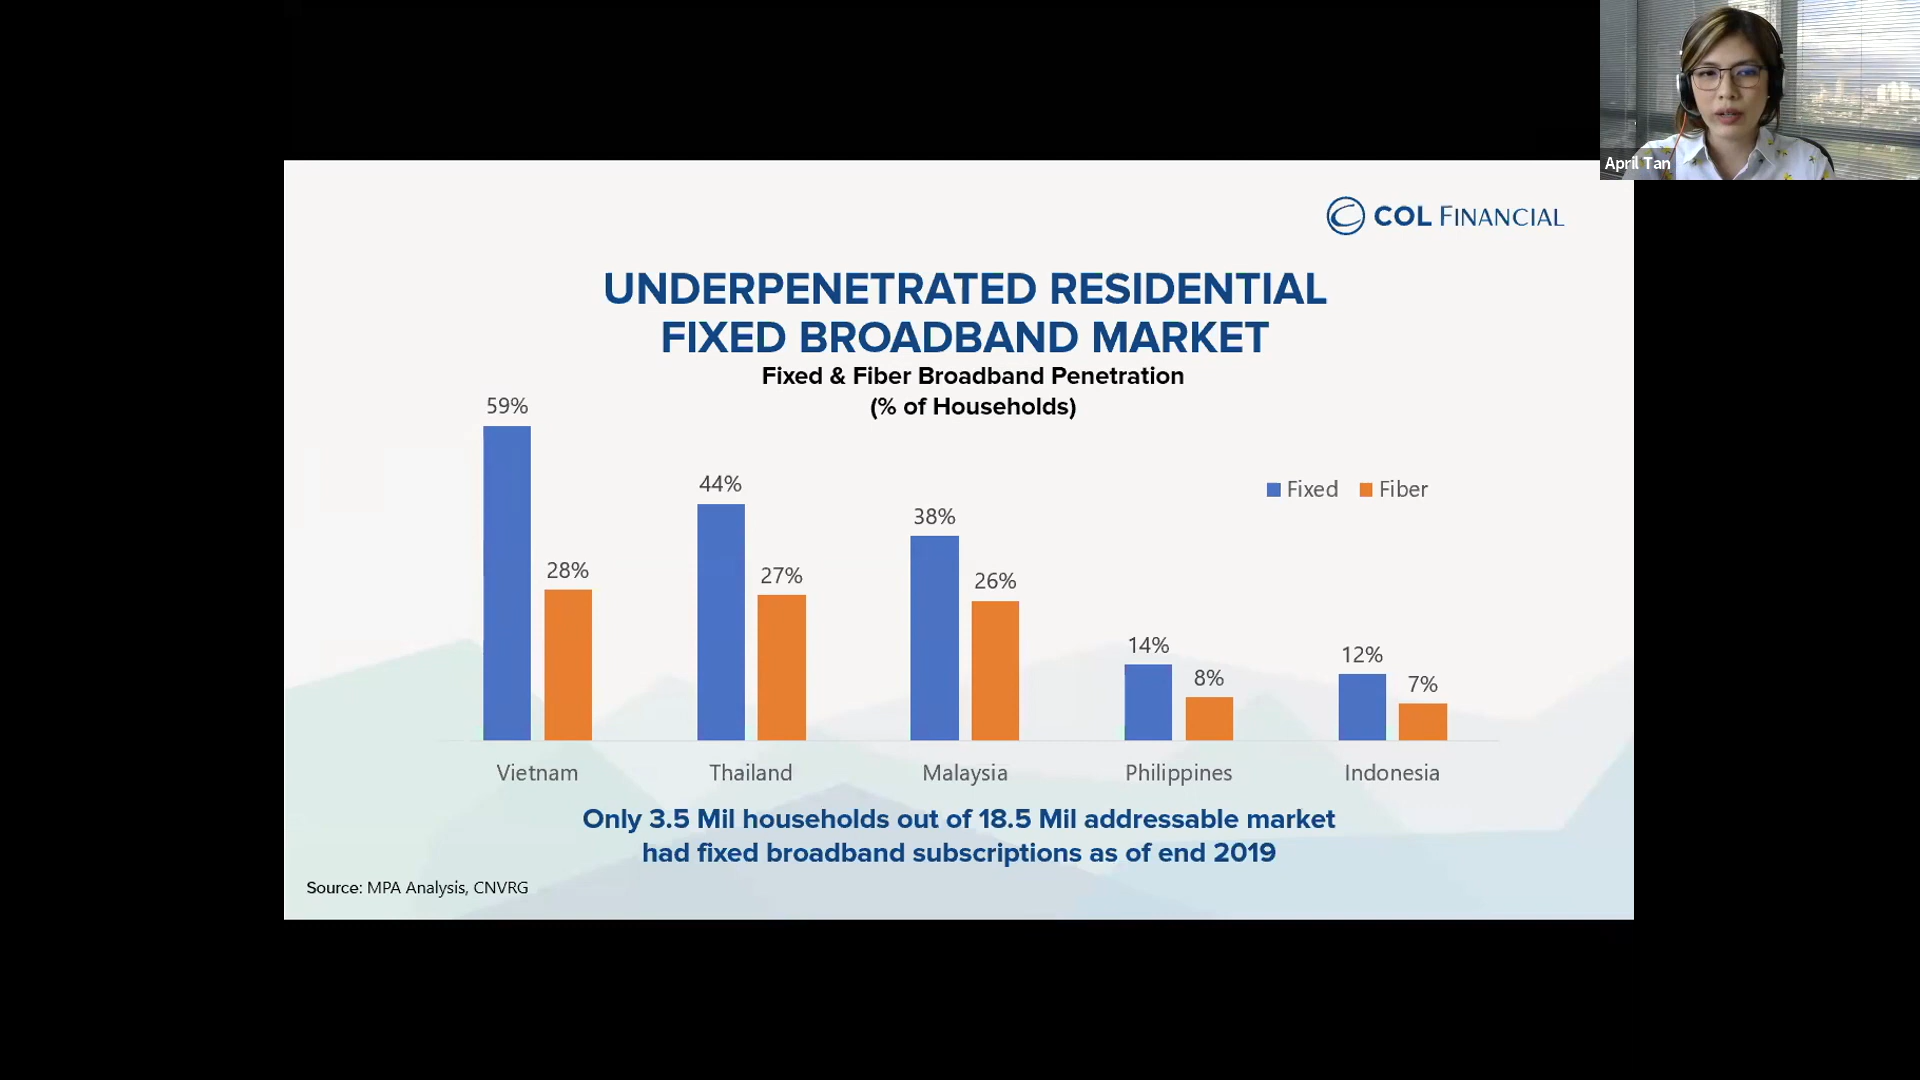 April Tan
COL FINANCIAL
UNDERPENETRATED RESIDENTIAL
FIXED BROADBAND MARKET
Fixed & Fiber Broadband Penetration
(% of Households)
59%
28%
44%
27%
38%
26%
14%
8%
12%
7%
Fixed Fiber
Vietnam Thailand Malaysia Philippines Indonesia
Only 3.5 Mil households out of 18.5 Mil addressable market
had fixed broadband subscriptions as of end 2019
Source: MPA Analysis, CNVRG